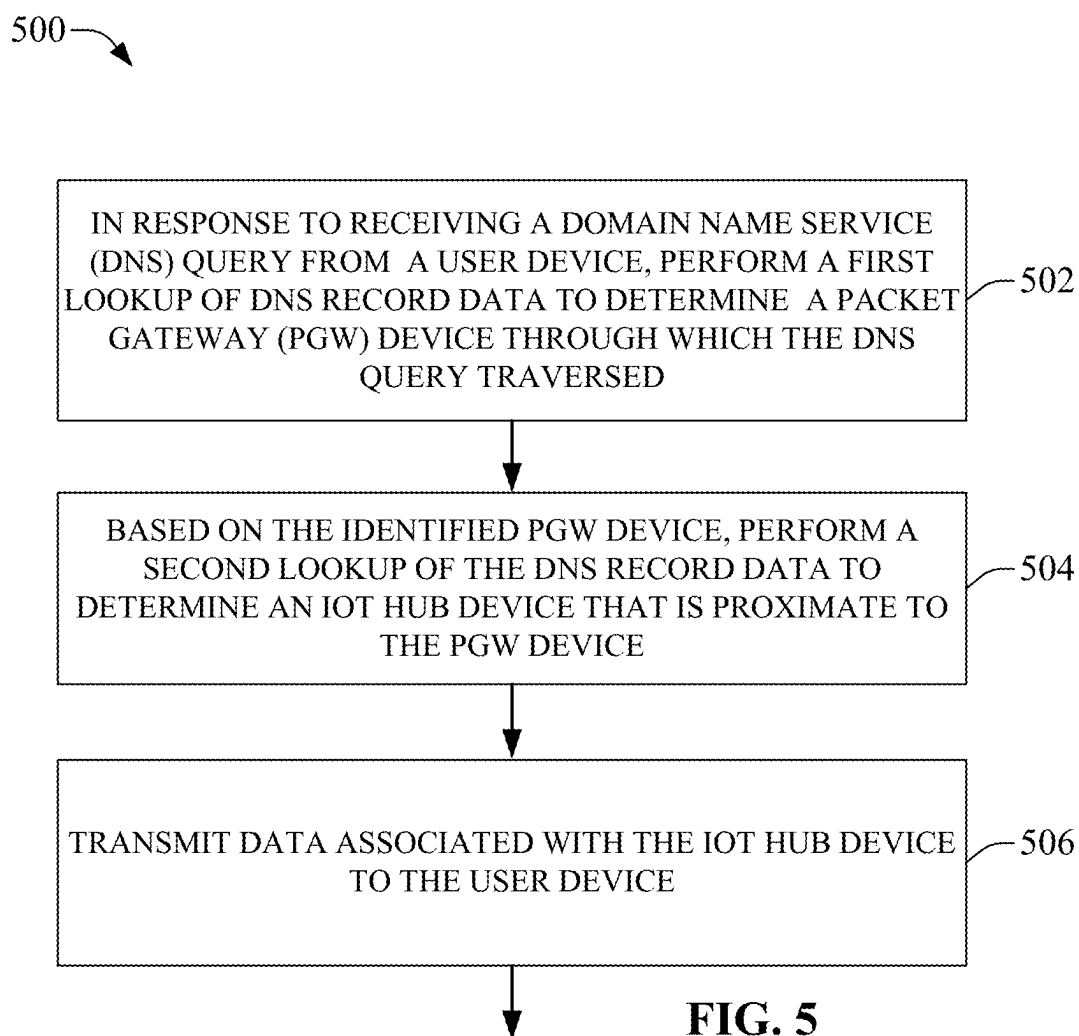 500
IN RESPONSE TO RECEIVING A DOMAIN NAME SERVICE
(DNS) QUERY FROM A USER DEVICE, PERFORM A FIRST
LOOKUP OF DNS RECORD DATA TO DETERMINE A PACKET
GATEWAY (PGW) DEVICE THROUGH WHICH THE DNS
QUERY TRAVERSED
502
BASED ON THE IDENTIFIED PGW DEVICE, PERFORM A
SECOND LOOKUP OF THE DNS RECORD DATA TO
DETERMINE AN IOT HUB DEVICE THAT IS PROXIMATE TO
THE PGW DEVICE
504
TRANSMIT DATA ASSOCIATED WITH THE IOT HUB DEVICE
TO THE USER DEVICE
506
FIG. 5